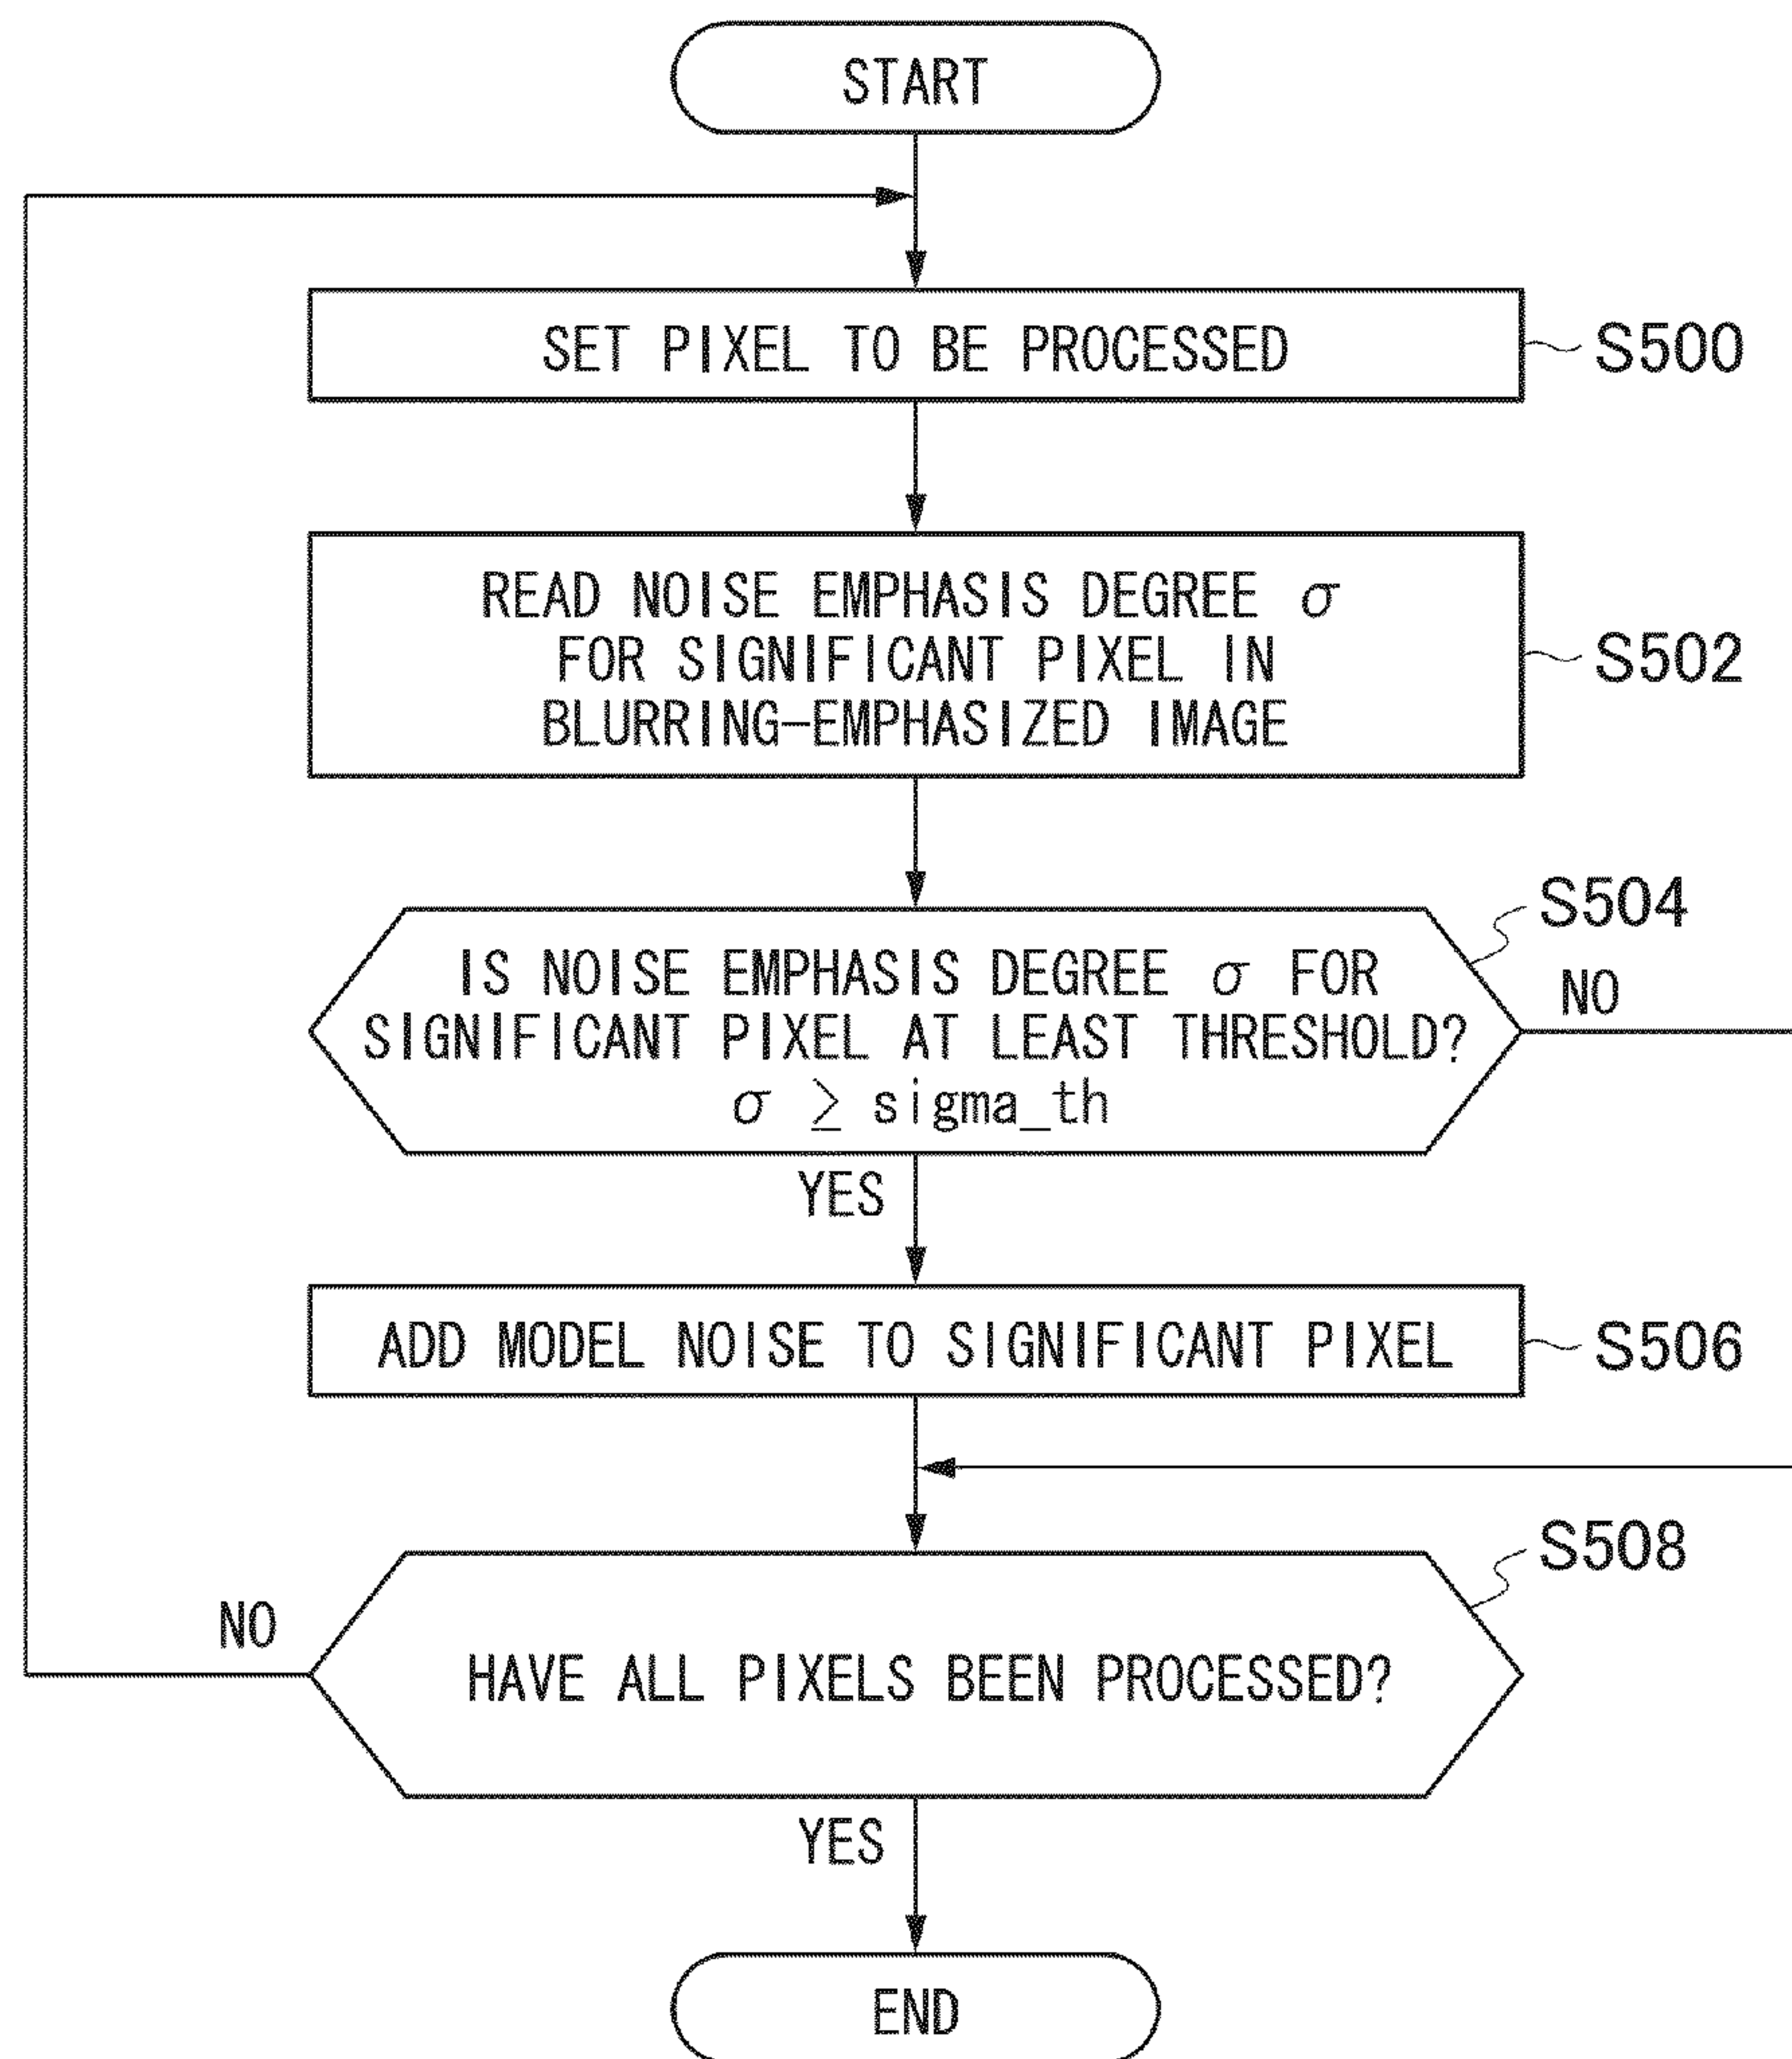 START
SET PIXEL TO BE PROCESSED
S500
READ NOISE EMPHASIS DEGREE σ
FOR SIGNIFICANT PIXEL IN
BLURRING-EMPHASIZED IMAGE
S502
S504
IS NOISE EMPHASIS DEGREE σ FOR
SIGNIFICANT PIXEL AT LEAST THRESHOLD?
σ ≥ sigma_th
NO
YES
ADD MODEL NOISE TO SIGNIFICANT PIXEL
S506
S508
NO
HAVE ALL PIXELS BEEN PROCESSED?
YES
END